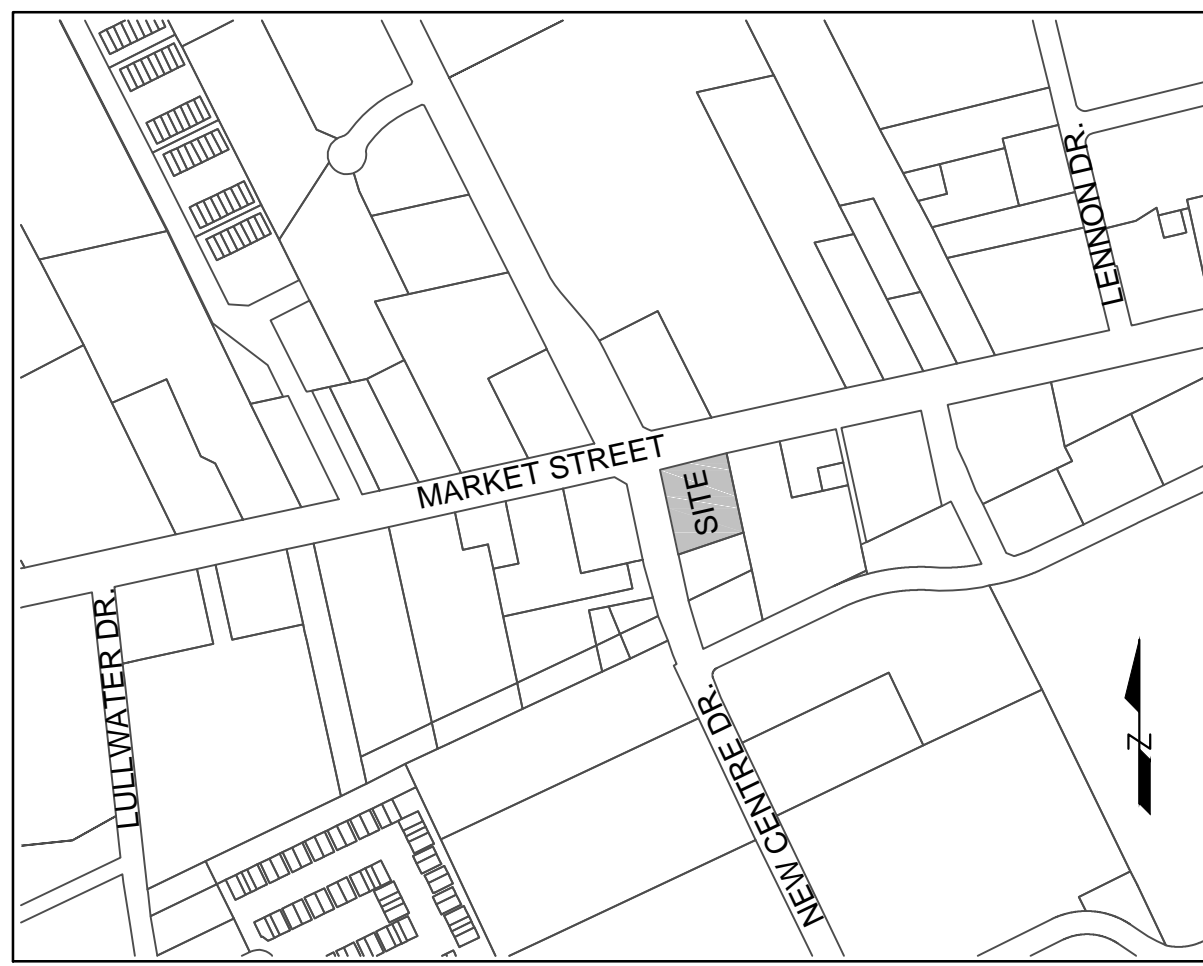 LENNON DR.
MARKET STREET
SITE
LULLWATER DR.
NEW CENTRE DR.
N